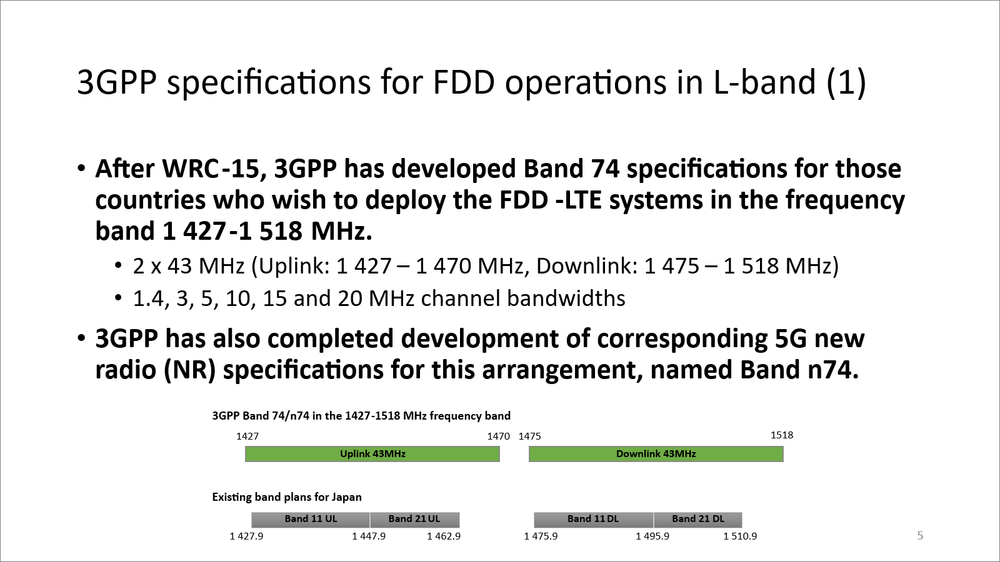 3GPP specifications for FDD operations in L-band (1)
• After WRC-15, 3GPP has developed Band 74 specifications for those
countries who wish to deploy the FDD -LTE systems in the frequency
band 1 427-1 518 MHz.
• 2 x 43 MHz (Uplink: 1 427 – 1 470 MHz, Downlink: 1 475 – 1 518 MHz)
• 1.4, 3, 5, 10, 15 and 20 MHz channel bandwidths
• 3GPP has also completed development of corresponding 5G new
radio (NR) specifications for this arrangement, named Band n74.
3GPP Band 74/n74 in the 1427-1518 MHz frequency band
1427 1470 1475 1518
Uplink 43MHz Downlink 43MHz
Existing band plans for Japan
Band 11 UL Band 21 UL Band 11 DL Band 21 DL
1 427.9 1 447.9 1 462.9 1 475.9 1 495.9 1 510.9
5